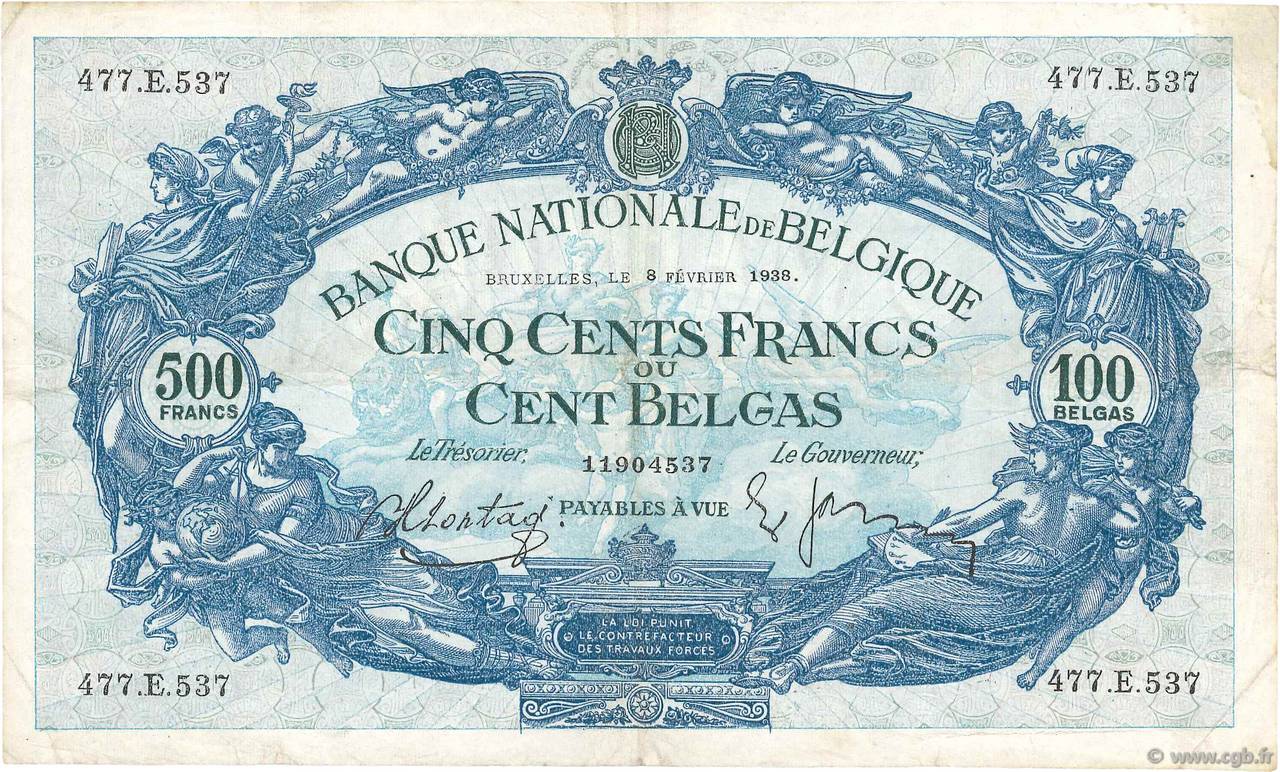 477.E.537
477.E.537
BANQUE NATIONALE DE BELGIQUE
BRUXELLES, LE 8 FÉVRIER 1938.
CINQ CENTS FRANCS
OU
CENT BELGAS
500
FRANCS
100
BELGAS
Le Trésorier,
11904537
Le Gouverneur,
PAYABLES À VUE
LA LOI PUNIT
LE CONTREFACTEUR
DES TRAVAUX FORCÉS
477.E.537
477.E.537
© www.cgb.fr